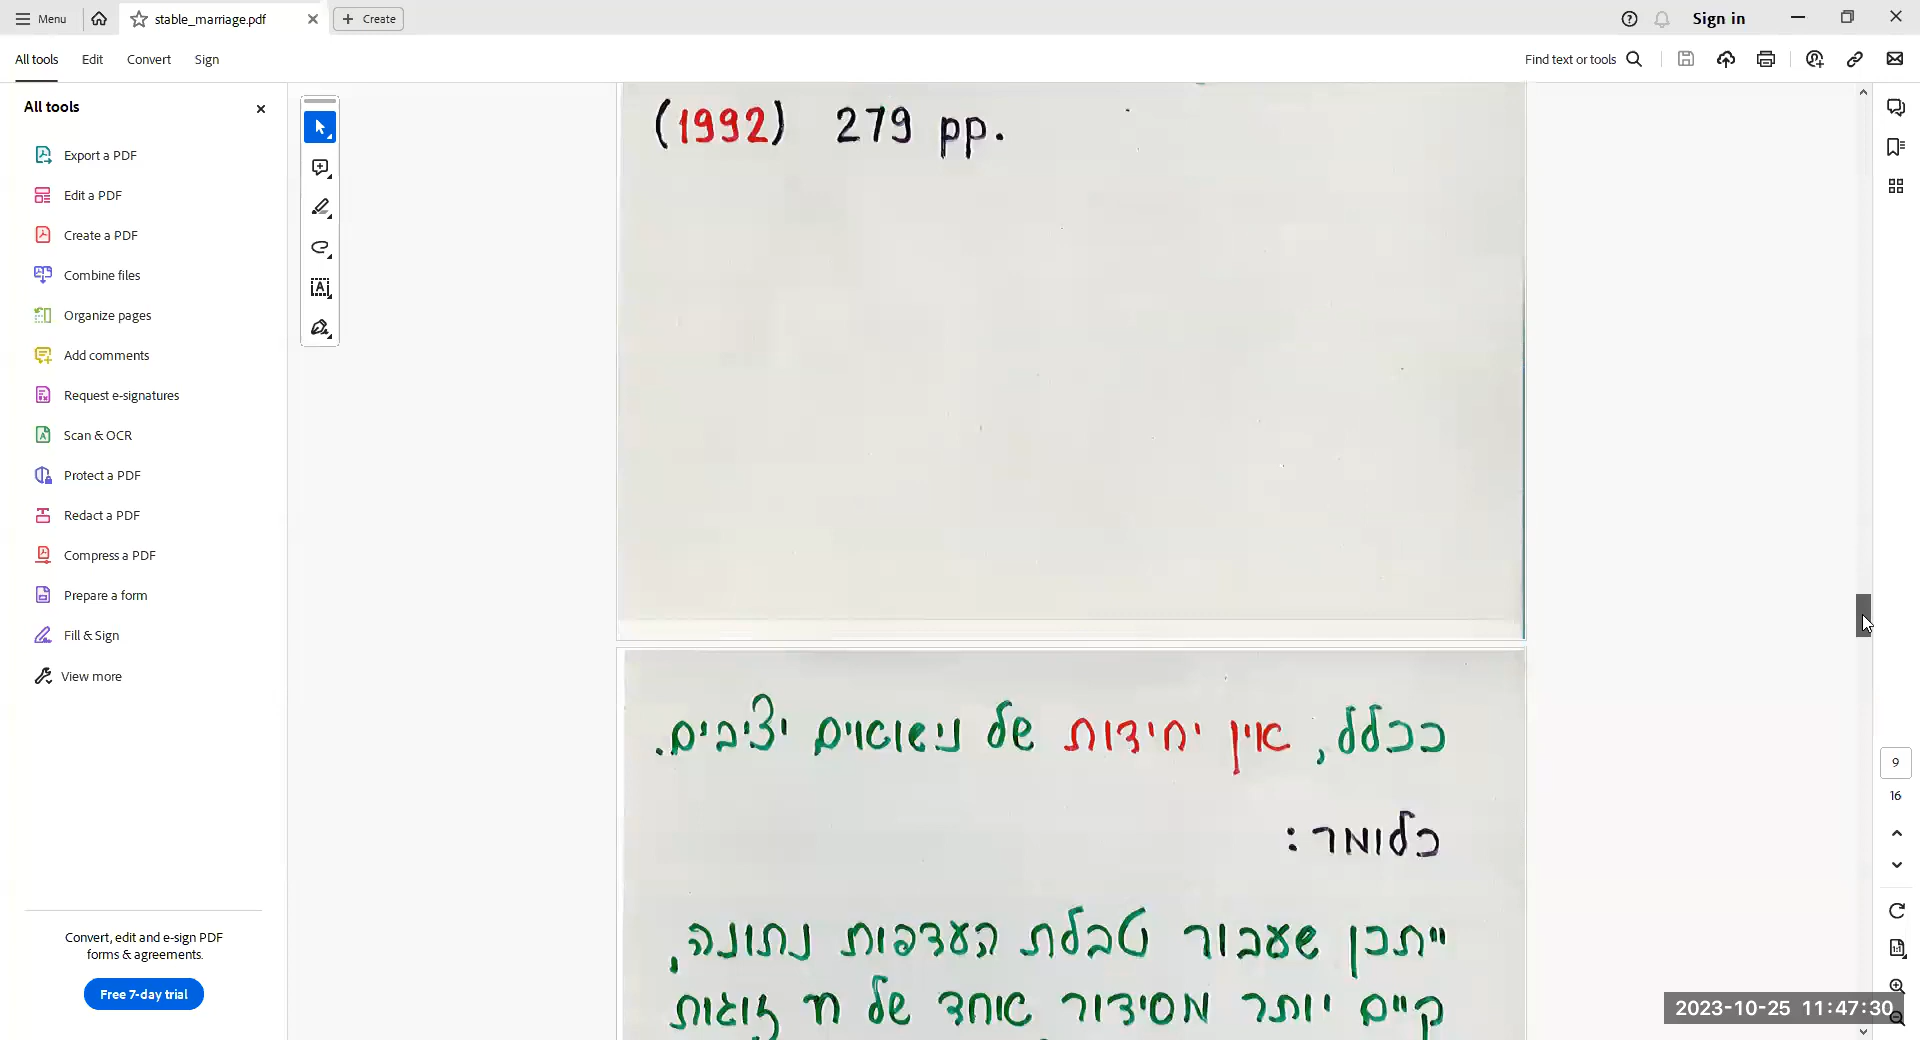 Menu
stable_marriage.pdf
Create
Sign in
All tools
Edit
Convert
Sign
Find text or tools
All tools
Export a PDF
Edit a PDF
Create a PDF
Combine files
Organize pages
Add comments
Request e-signatures
Scan & OCR
Protect a PDF
Redact a PDF
Compress a PDF
Prepare a form
Fill & Sign
View more
Convert, edit and e-sign PDF
forms & agreements.
Free 7-day trial
(1992) 279 pp.
ככלל, אין יחידות של נישואים יציבים.
כלומר:
ייתכן שעבור טבלת העדפות נתונה,
קיים יותר מסידור אחד של n זוגות
9
16
2023-10-25 11:47:30